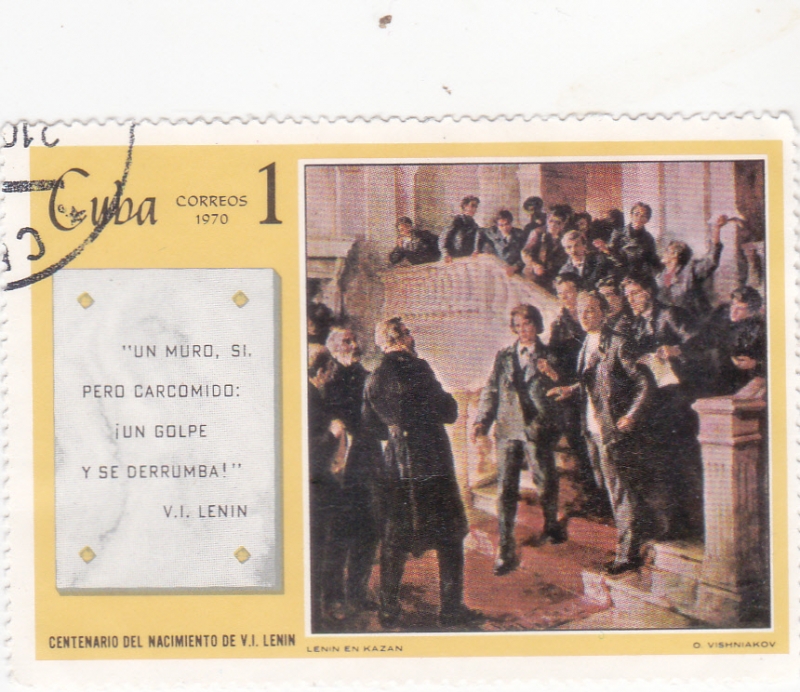 Cuba
CORREOS
1970
1
"UN MURO, SI.
PERO CARCOMIDO:
¡UN GOLPE
Y SE DERRUMBA!"
V.I. LENIN
CENTENARIO DEL NACIMIENTO DE V.I. LENIN
LENIN EN KAZAN
O. VISHNIAKOV